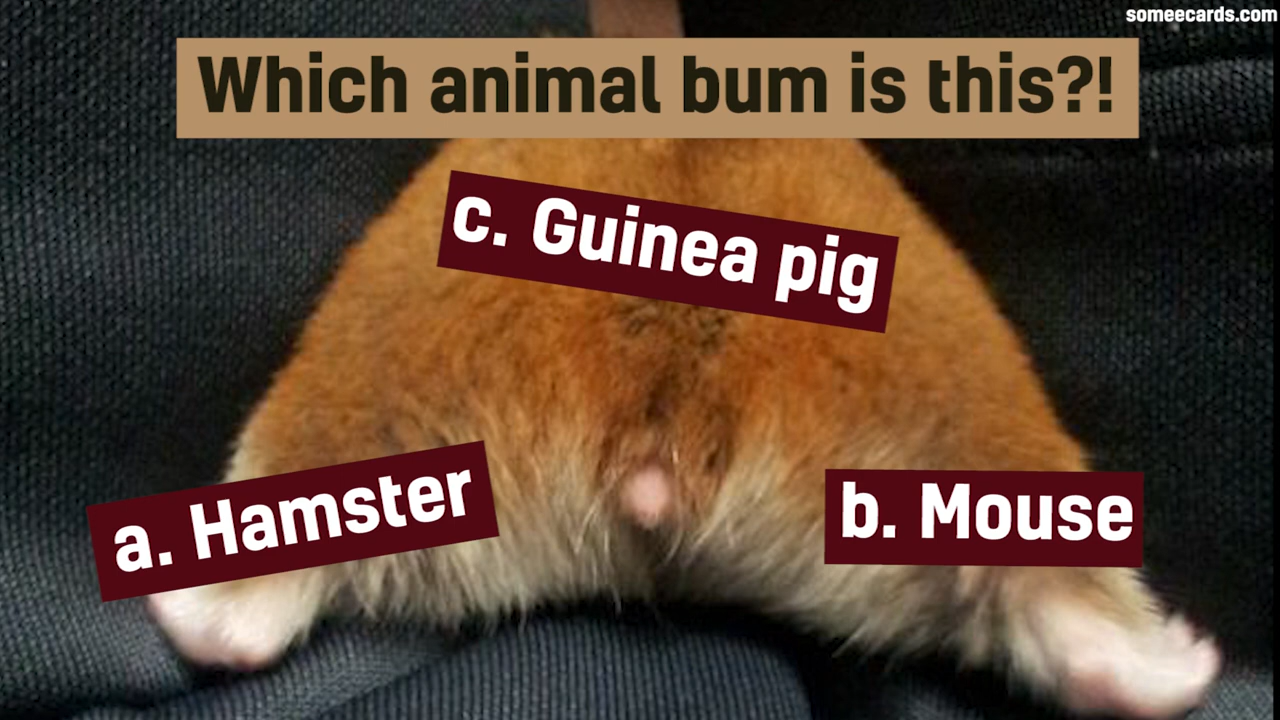 someecards.com
Which animal bum is this?!
c. Guinea pig
a. Hamster
b. Mouse